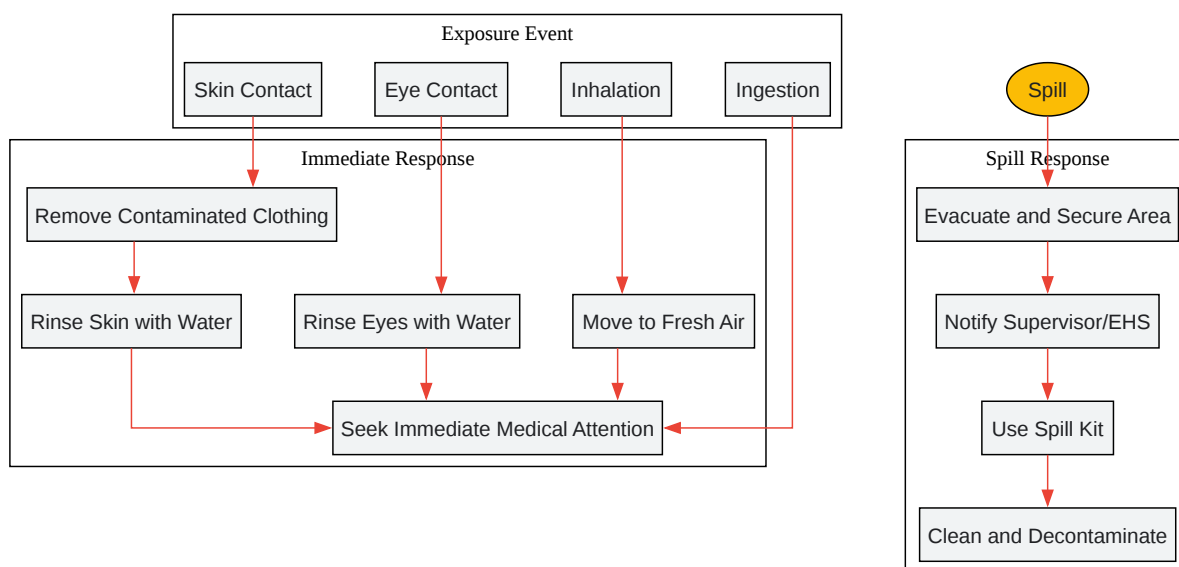 Exposure Event
Skin Contact
Eye Contact
Inhalation
Ingestion
Immediate Response
Remove Contaminated Clothing
Rinse Skin with Water
Rinse Eyes with Water
Move to Fresh Air
Seek Immediate Medical Attention
Spill
Spill Response
Evacuate and Secure Area
Notify Supervisor/EHS
Use Spill Kit
Clean and Decontaminate